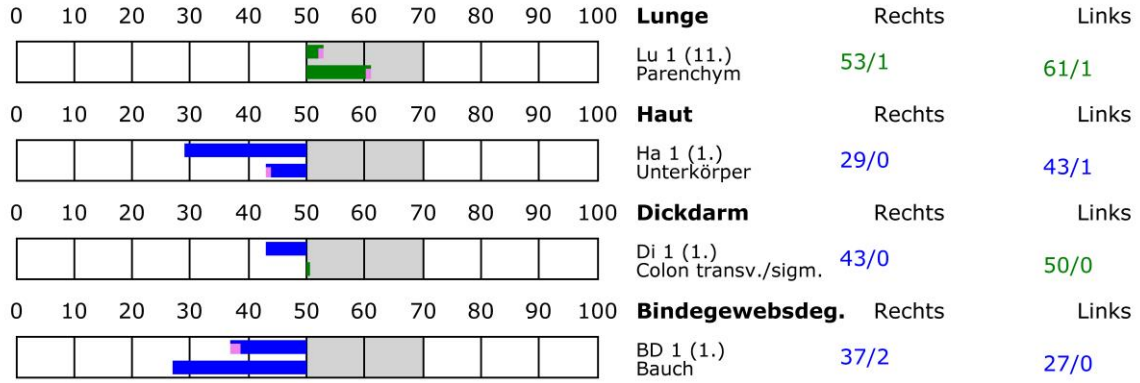 0 10 20 30 40 50 60 70 80 90 100 Lunge Rechts Links
Lu 1 (11.)
Parenchym
53/1 61/1
0 10 20 30 40 50 60 70 80 90 100 Haut Rechts Links
Ha 1 (1.)
Unterkörper
29/0 43/1
0 10 20 30 40 50 60 70 80 90 100 Dickdarm Rechts Links
Di 1 (1.)
Colon transv./sigm.
43/0 50/0
0 10 20 30 40 50 60 70 80 90 100 Bindegewebsdeg. Rechts Links
BD 1 (1.)
Bauch
37/2 27/0